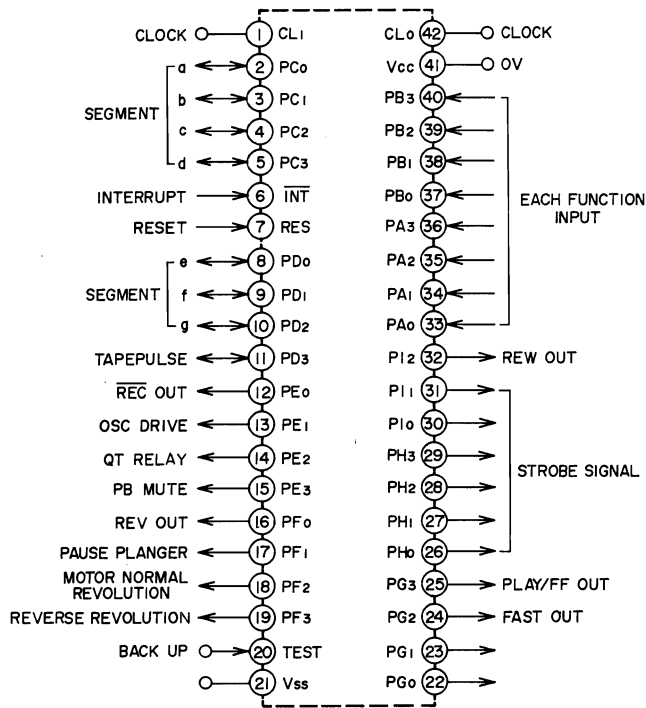 CLOCK 1 CL1 CL0 42 CLOCK
a 2 PC0 Vcc 41 0V
b 3 PC1 PB3 40
SEGMENT
c 4 PC2 PB2 39
d 5 PC3 PB1 38
INTERRUPT 6 INT PB0 37
EACH FUNCTION
INPUT
RESET 7 RES PA3 36
e 8 PD0 PA2 35
SEGMENT f 9 PD1 PA1 34
g 10 PD2 PA0 33
TAPEPULSE 11 PD3 PI2 32 REW OUT
REC OUT 12 PE0 PI1 31
OSC DRIVE 13 PE1 PI0 30
QT RELAY 14 PE2 PH3 29
STROBE SIGNAL
PB MUTE 15 PE3 PH2 28
REV OUT 16 PF0 PH1 27
PAUSE PLANGER 17 PF1 PH0 26
MOTOR NORMAL
REVOLUTION 18 PF2 PG3 25 PLAY/FF OUT
REVERSE REVOLUTION 19 PF3 PG2 24 FAST OUT
BACK UP 20 TEST PG1 23
21 Vss PG0 22